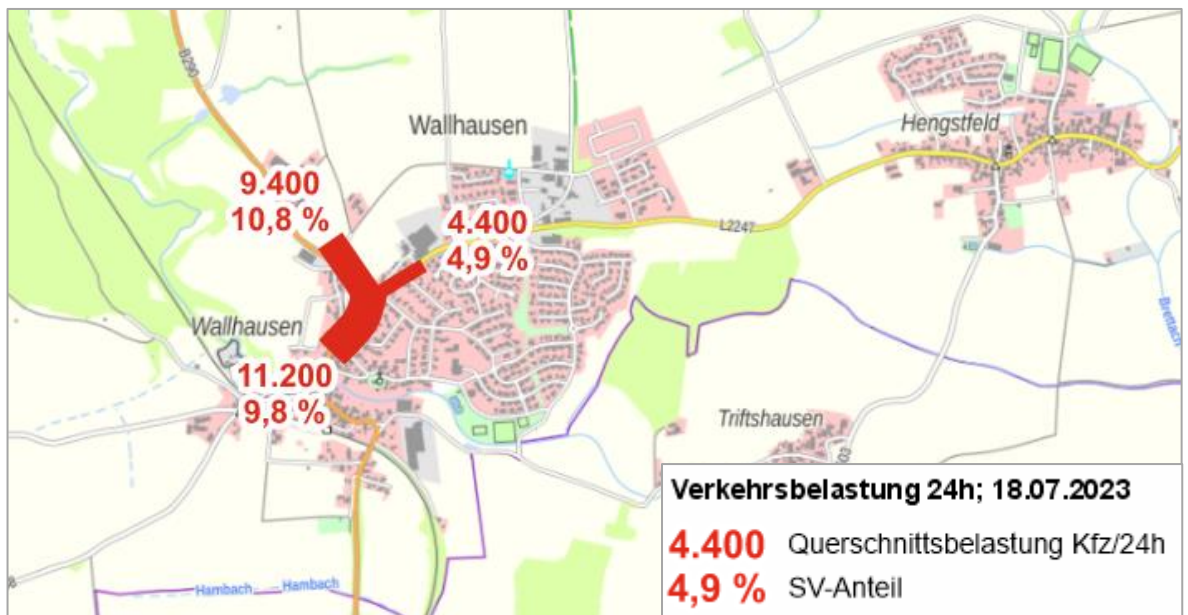 B290
Wallhausen
Hengstfeld
9.400
10,8 %
4.400
4,9 %
L2247
Wallhausen
Brettach
11.200
9,8 %
Triftshausen
Hambach
Hambach
Verkehrsbelastung 24h; 18.07.2023
4.400 Querschnittsbelastung Kfz/24h
4,9 % SV-Anteil